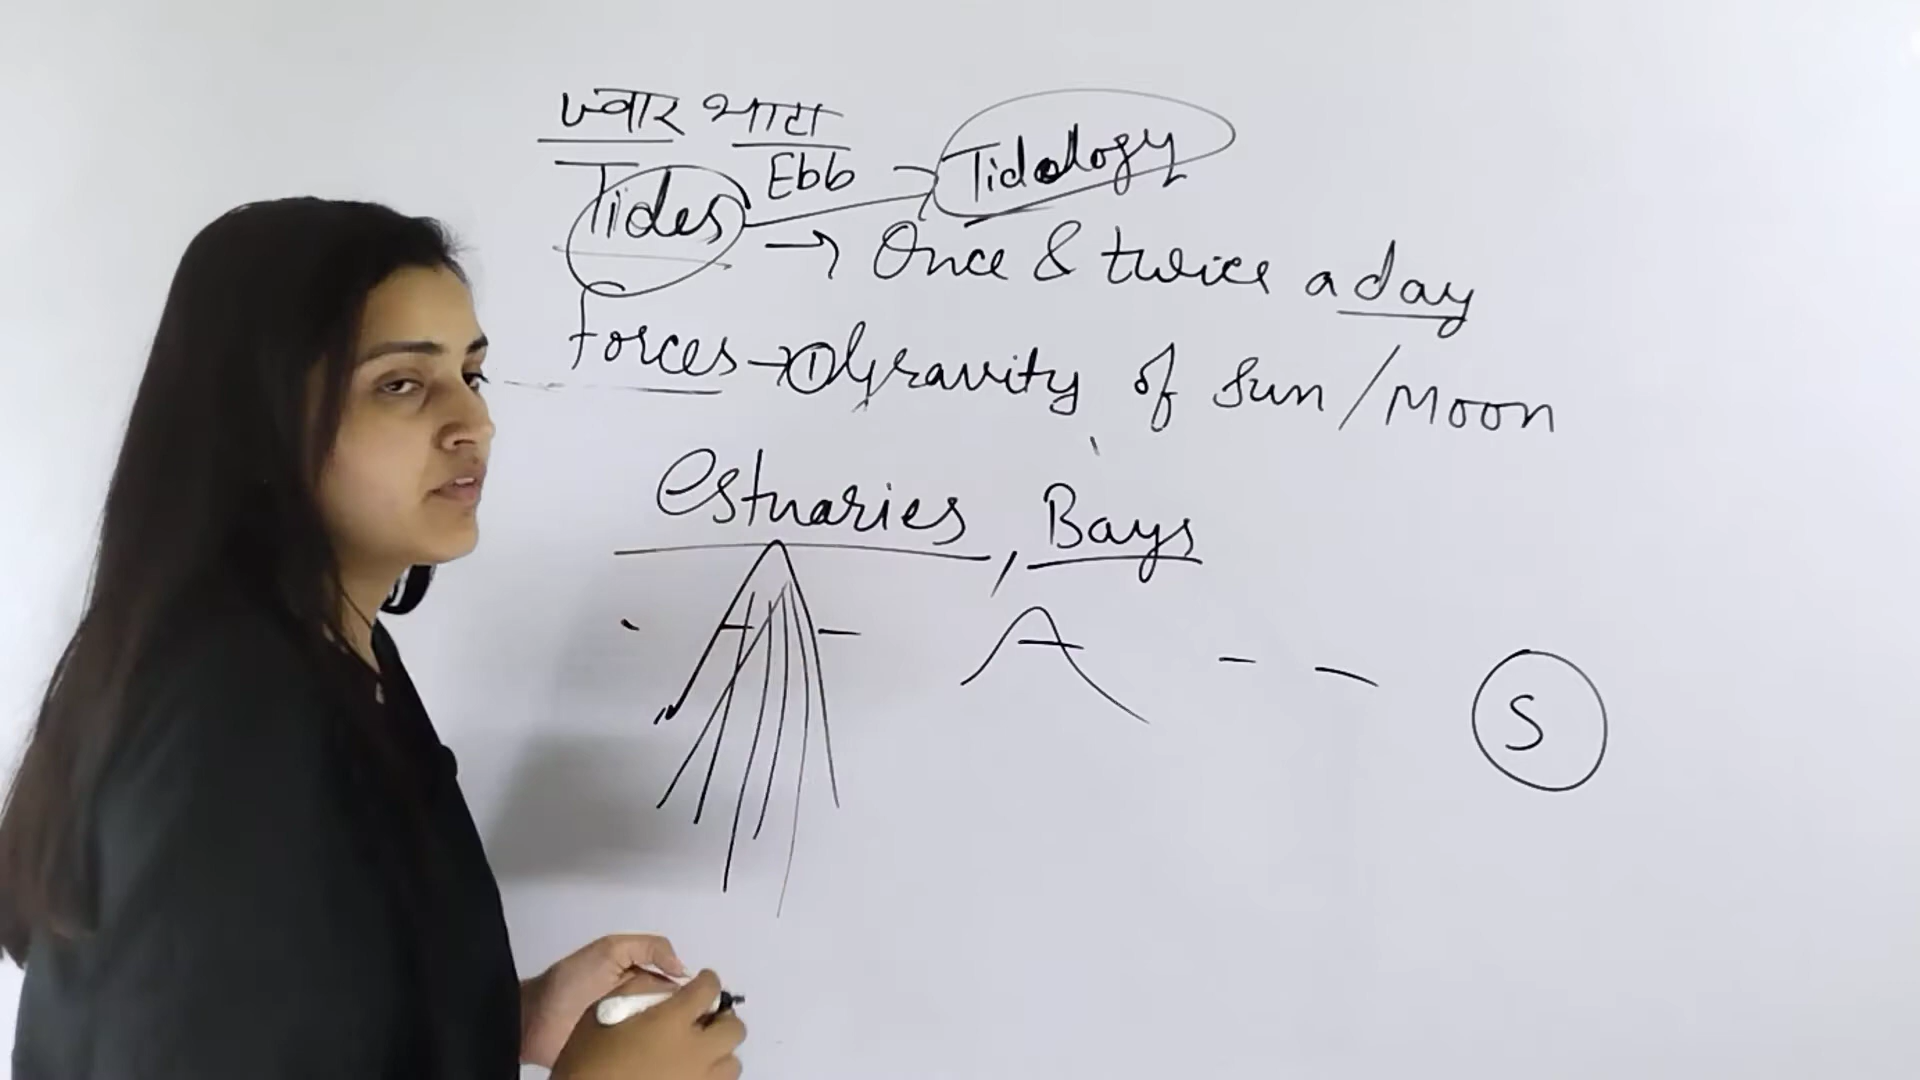 ज्वार भाटा
Tides Ebb → Tidology
→ Once & twice a day
Forces → ① Gravity of Sun / Moon
Estuaries, Bays
S